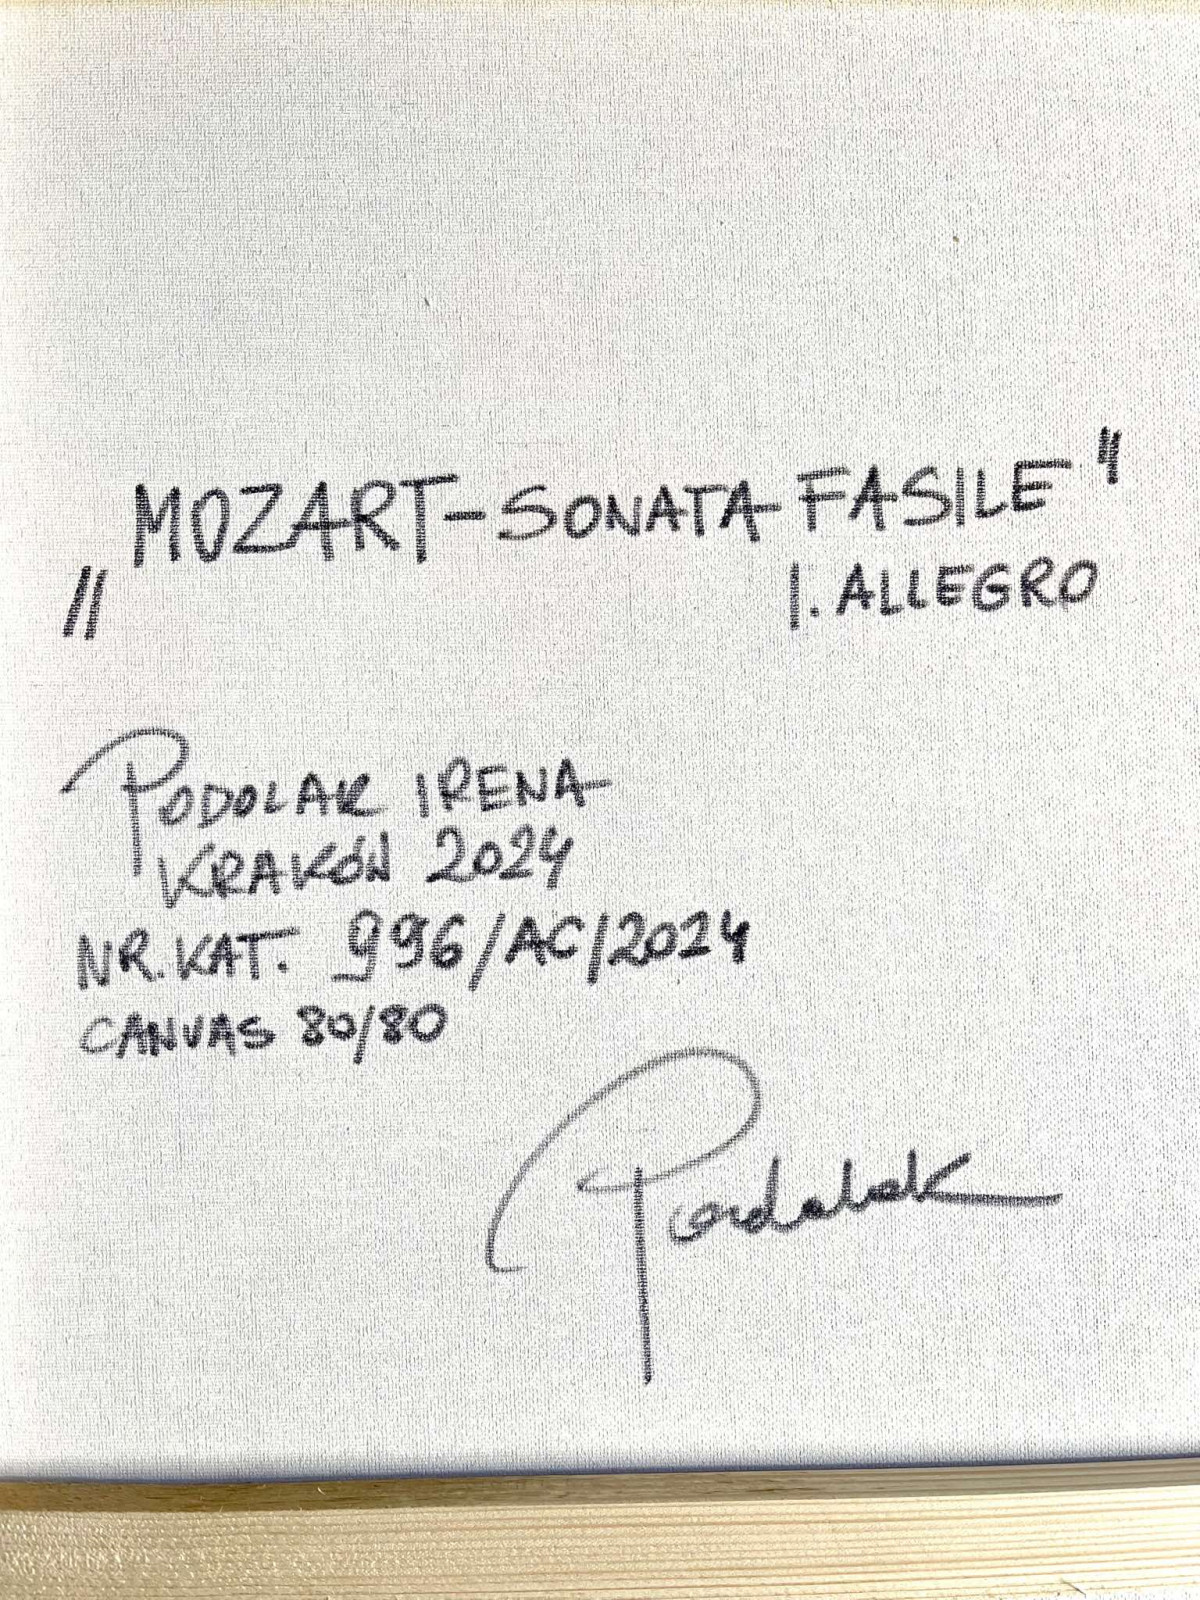 „MOZART-SONATA FASILE"
I. ALLEGRO
PODOLAK IRENA
KRAKÓW 2024
NR. KAT. 996/AC/2024
CANVAS 80/80
Podolak